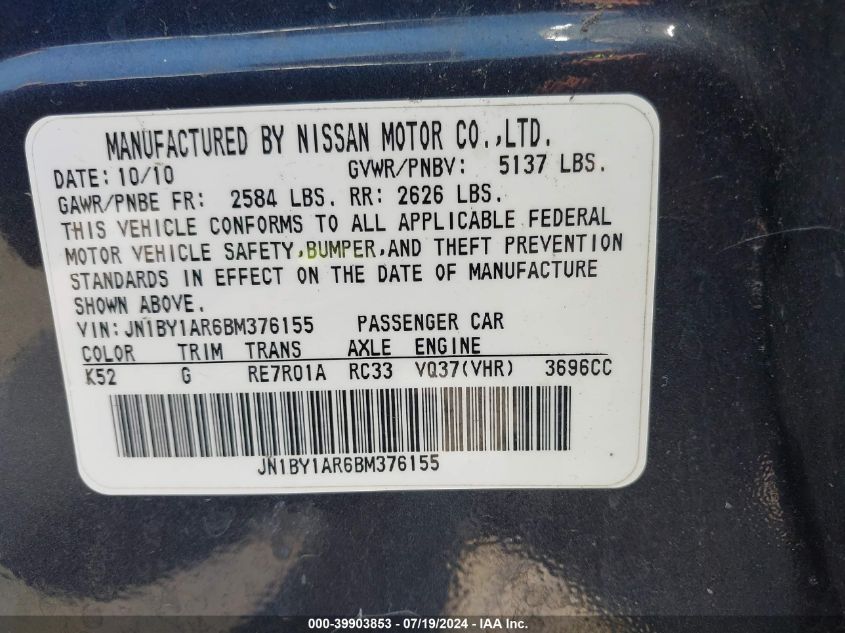 MANUFACTURED BY NISSAN MOTOR CO.,LTD.
DATE: 10/10 GVWR/PNBV: 5137 LBS.
GAWR/PNBE FR: 2584 LBS. RR: 2626 LBS.
THIS VEHICLE CONFORMS TO ALL APPLICABLE FEDERAL
MOTOR VEHICLE SAFETY,BUMPER,AND THEFT PREVENTION
STANDARDS IN EFFECT ON THE DATE OF MANUFACTURE
SHOWN ABOVE.
VIN: JN1BY1AR6BM376155 PASSENGER CAR
COLOR TRIM TRANS AXLE ENGINE
K52 G RE7R01A RC33 VQ37(VHR) 3696CC
JN1BY1AR6BM376155
000-39903853 - 07/19/2024 - IAA Inc.